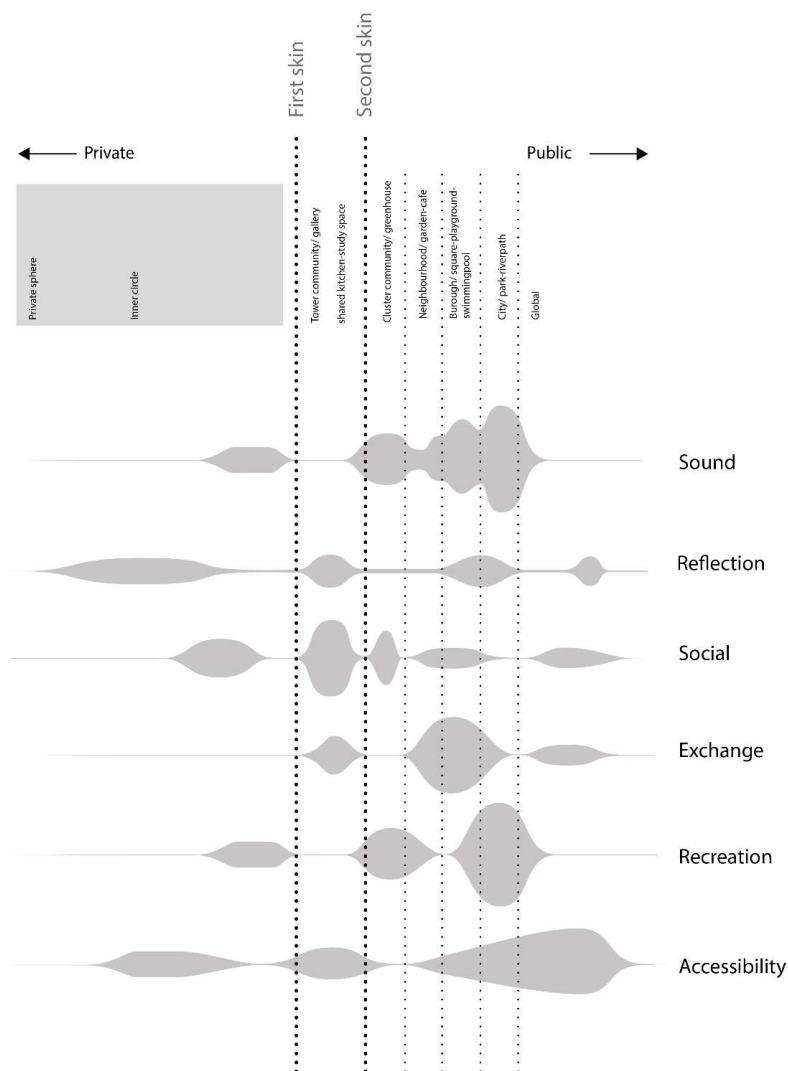 First skin
Second skin
Private
Public
Private sphere
Inner circle
Tower community/ gallery
shared kitchen-study space
Cluster community/ greenhouse
Neighbourhood/ garden-cafe
Burough/ square-playground-
swimmingpool
City/ park-riverpath
Global
Sound
Reflection
Social
Exchange
Recreation
Accessibility